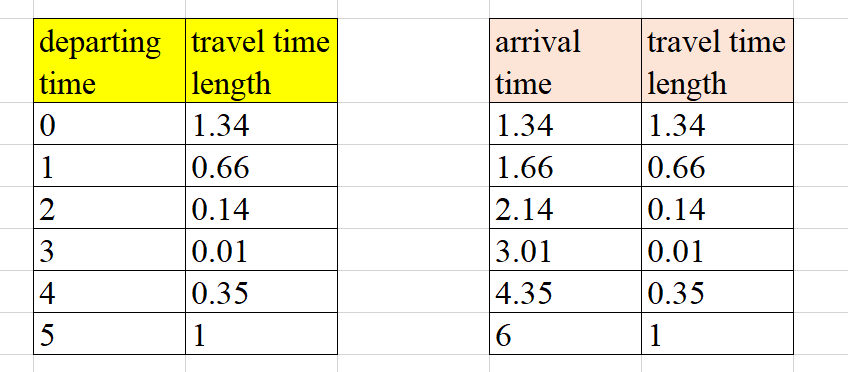 departing time travel time length arrival time travel time length
0 1.34 1.34 1.34
1 0.66 1.66 0.66
2 0.14 2.14 0.14
3 0.01 3.01 0.01
4 0.35 4.35 0.35
5 1 6 1